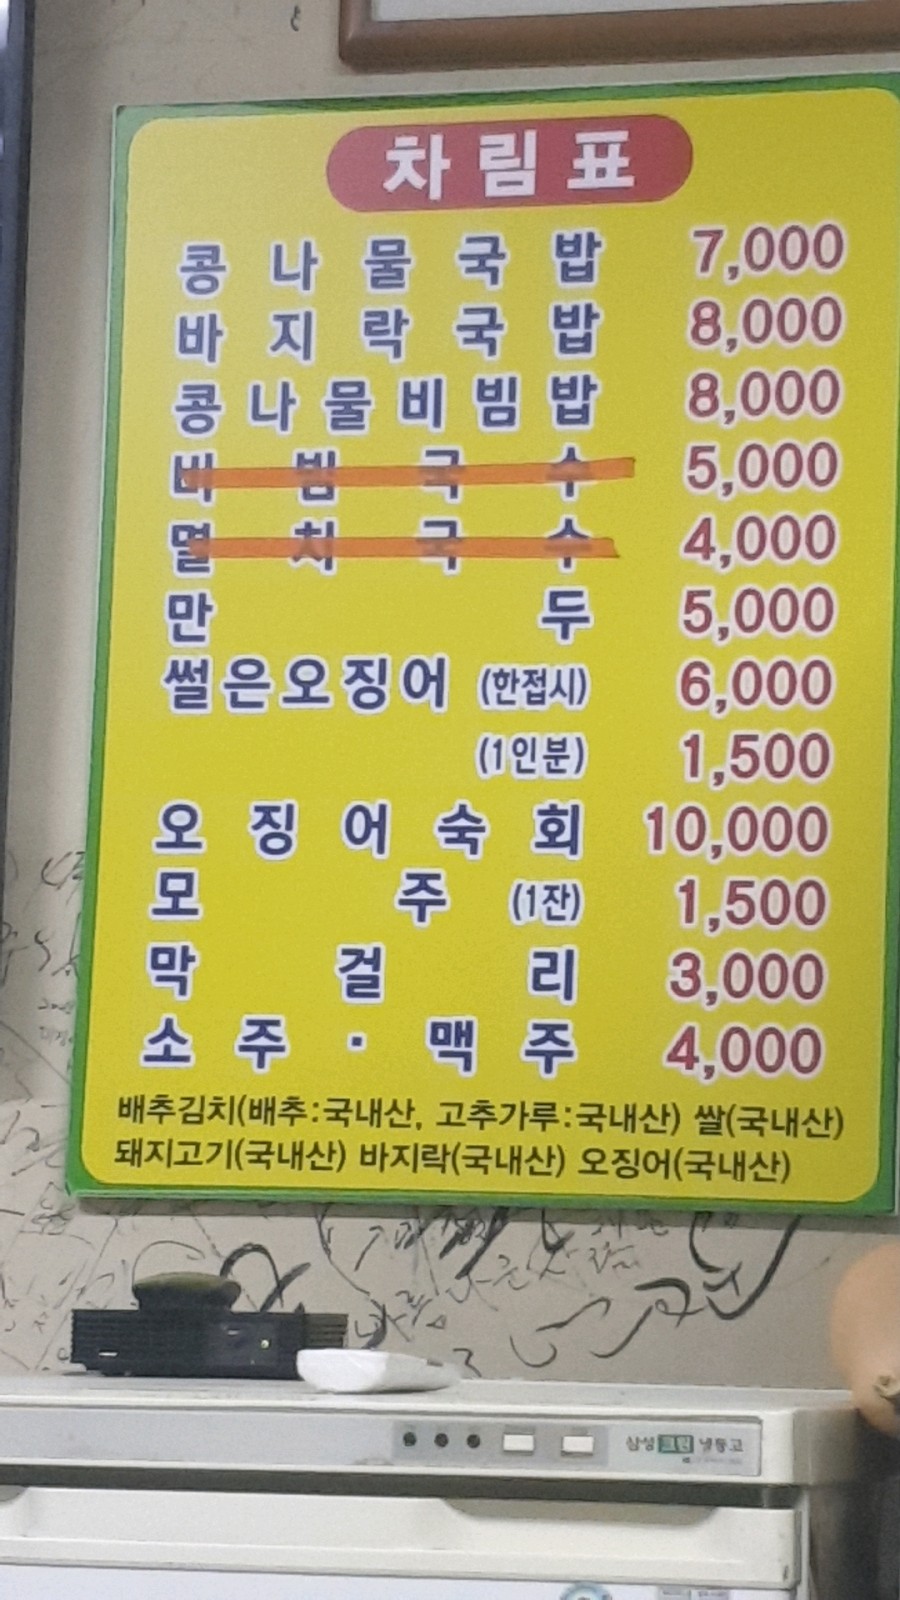 차림표
콩나물국밥 7,000
바지락국밥 8,000
콩나물비빔밥 8,000
비빔국수 5,000
멸치국수 4,000
만두 5,000
썰은오징어 (한접시) 6,000
(1인분) 1,500
오징어숙회 10,000
모주 (1잔) 1,500
막걸리 3,000
소주·맥주 4,000
배추김치(배추:국내산, 고추가루:국내산) 쌀(국내산)
돼지고기(국내산) 바지락(국내산) 오징어(국내산)
삼성 그린 냉동고